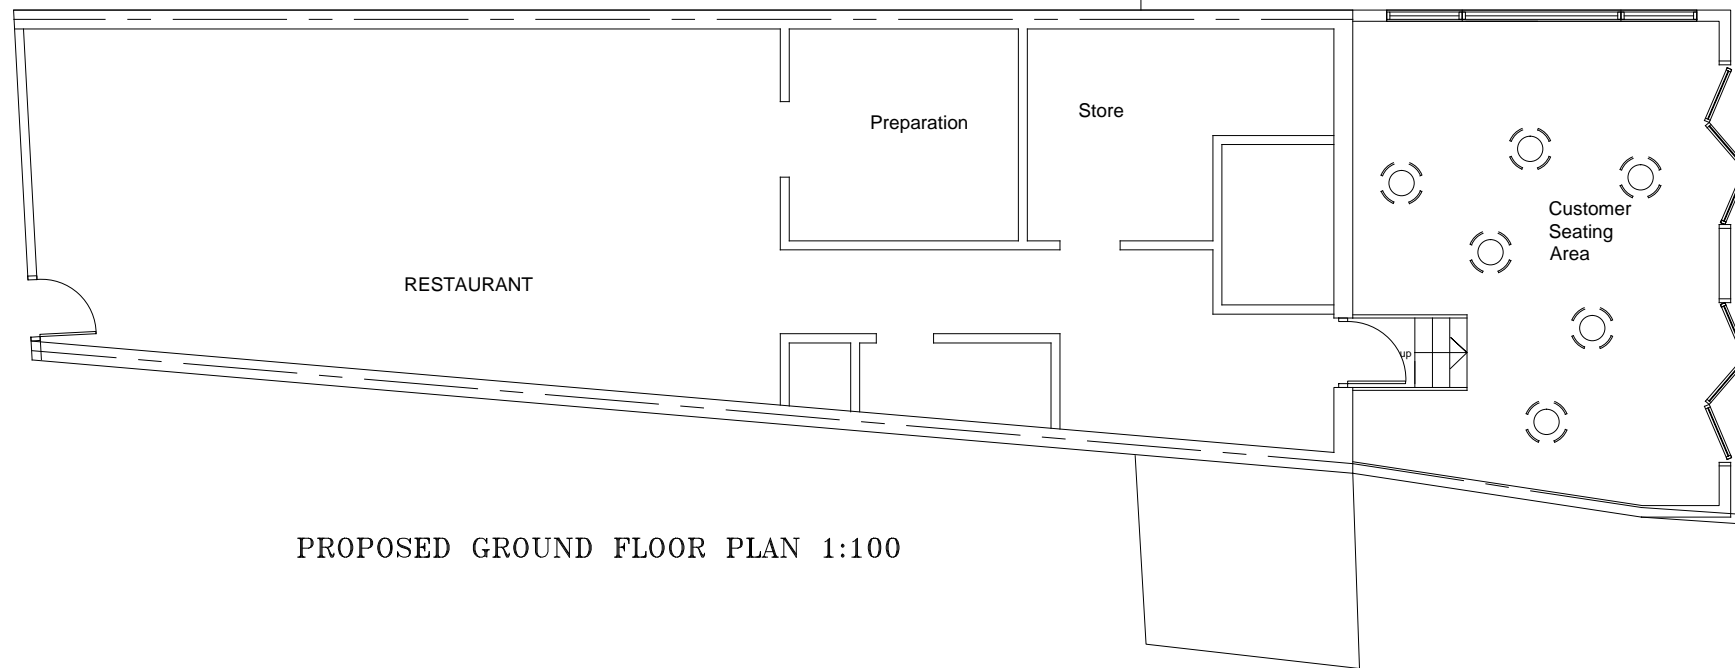 Preparation
Store
Customer
Seating
Area
RESTAURANT
up
PROPOSED GROUND FLOOR PLAN 1:100